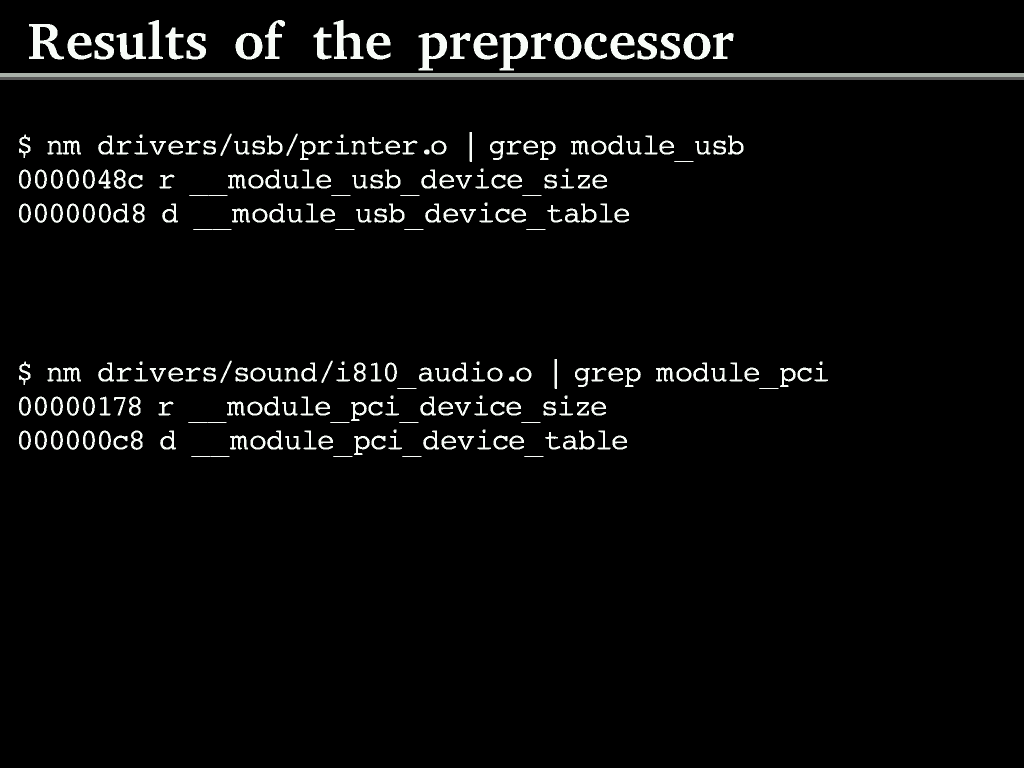 Results of the preprocessor
$ nm drivers/usb/printer.o | grep module_usb
0000048c r __module_usb_device_size
000000d8 d __module_usb_device_table
$ nm drivers/sound/i810_audio.o | grep module_pci
00000178 r __module_pci_device_size
000000c8 d __module_pci_device_table